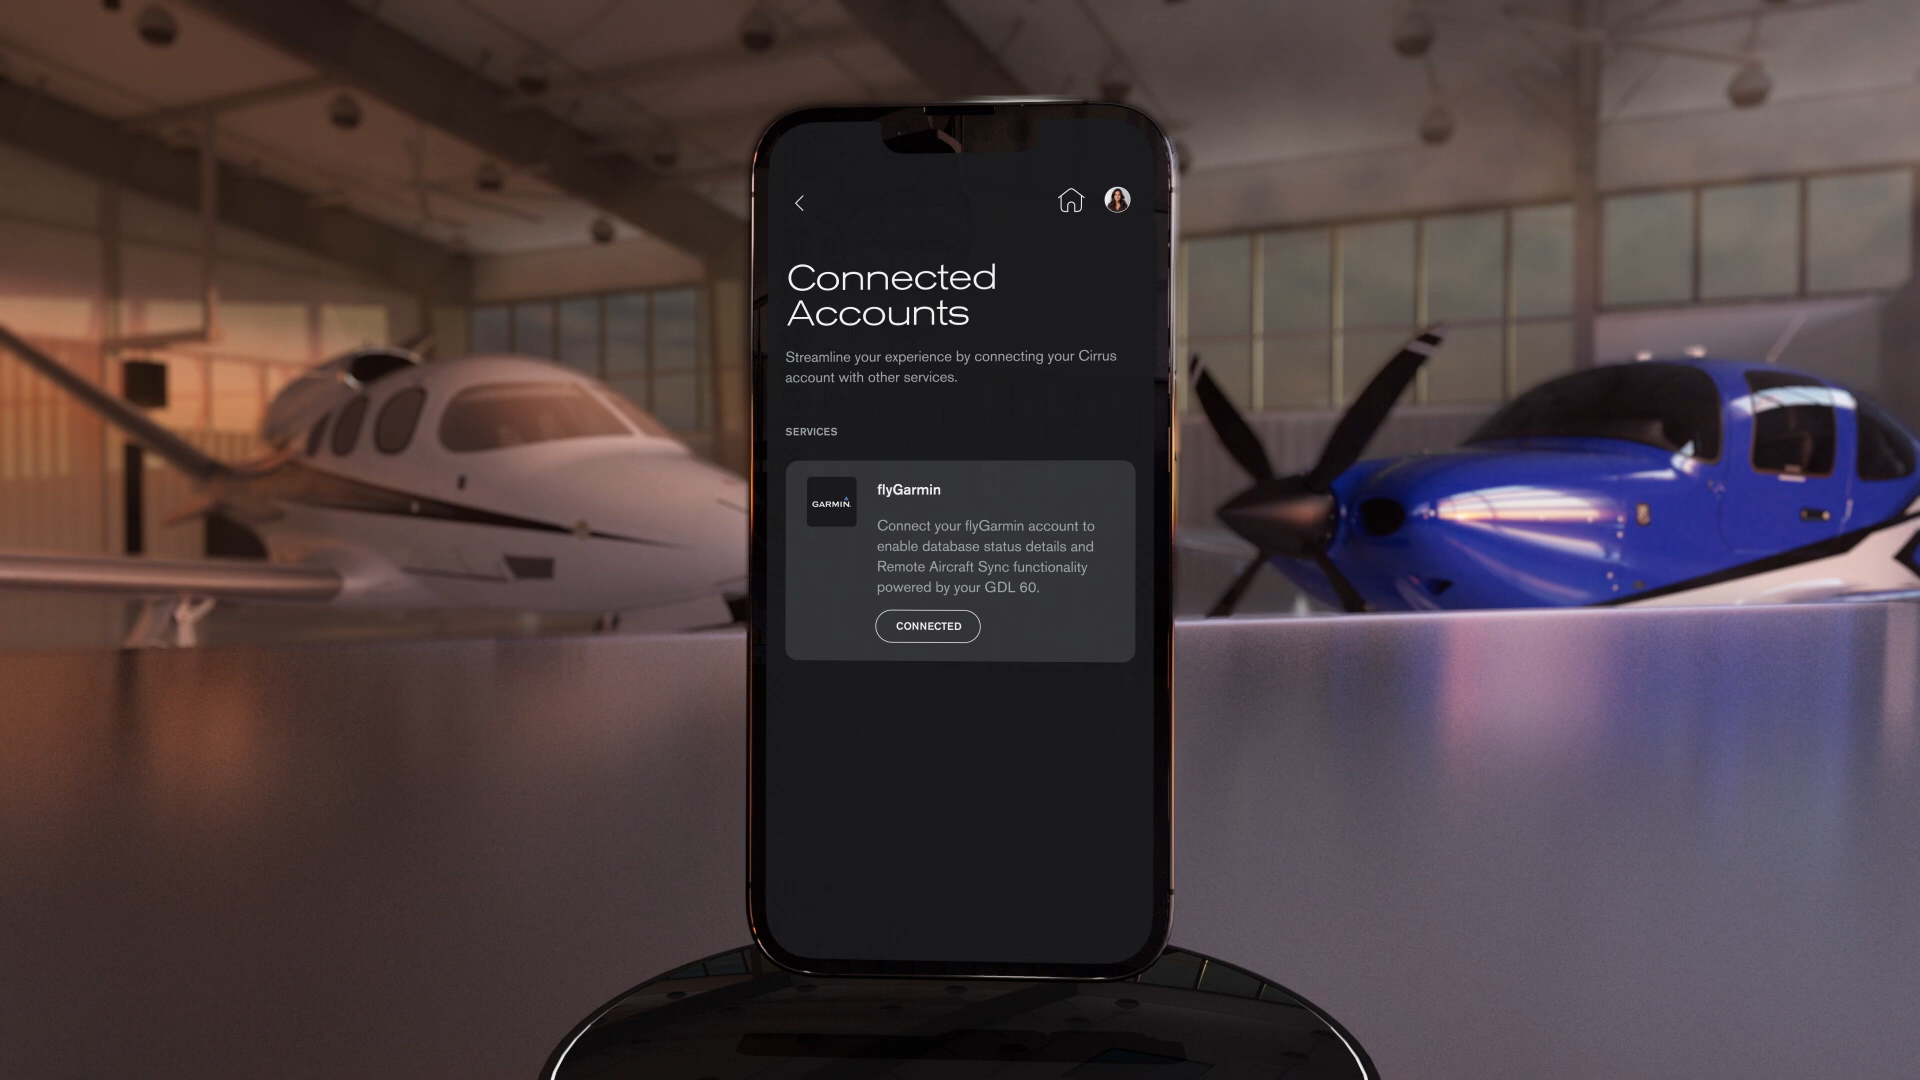 Connected
Accounts
Streamline your experience by connecting your Cirrus
account with other services.
SERVICES
GARMIN
flyGarmin
Connect your flyGarmin account to
enable database status details and
Remote Aircraft Sync functionality
powered by your GDL 60.
CONNECTED